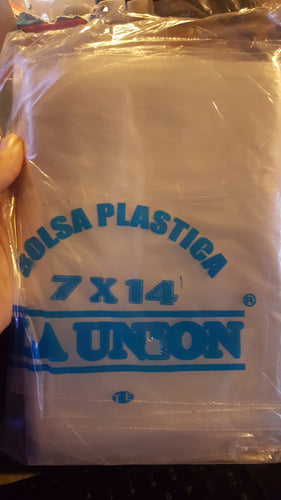 BOLSA PLASTICA
7 X 14
LA UNION ®